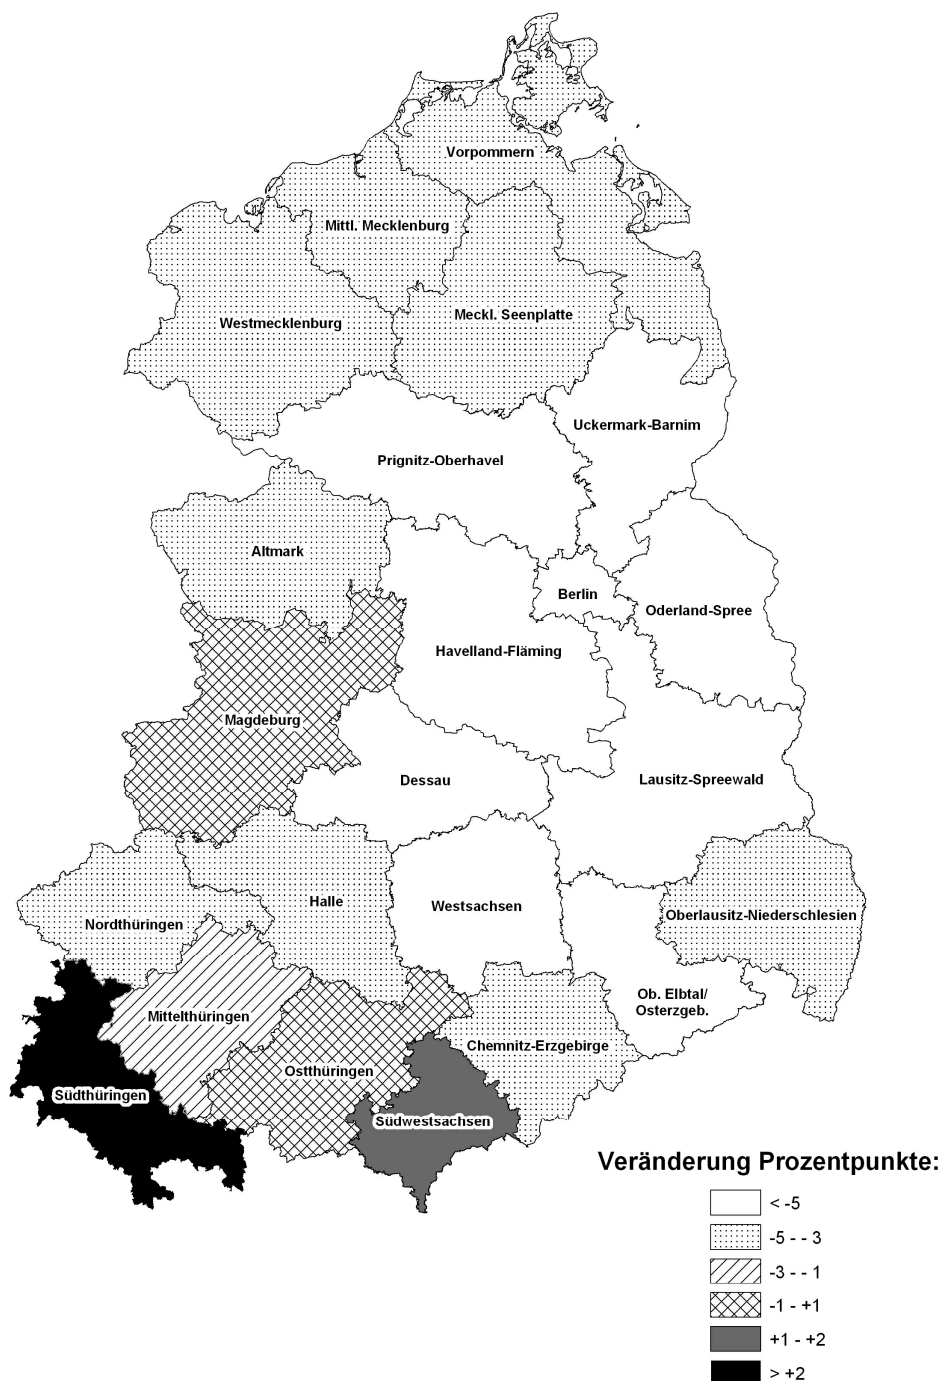 Vorpommern
Mittl. Mecklenburg
Westmecklenburg
Meckl. Seenplatte
Uckermark-Barnim
Prignitz-Oberhavel
Altmark
Berlin
Oderland-Spree
Havelland-Fläming
Magdeburg
Dessau
Lausitz-Spreewald
Halle
Westsachsen
Oberlausitz-Niederschlesien
Nordthüringen
Mittelthüringen
Ob. Elbtal/
Osterzgeb.
Chemnitz-Erzgebirge
Ostthüringen
Südthüringen
Südwestsachsen
Veränderung Prozentpunkte:
< -5
-5 - - 3
-3 - - 1
-1 - +1
+1 - +2
> +2